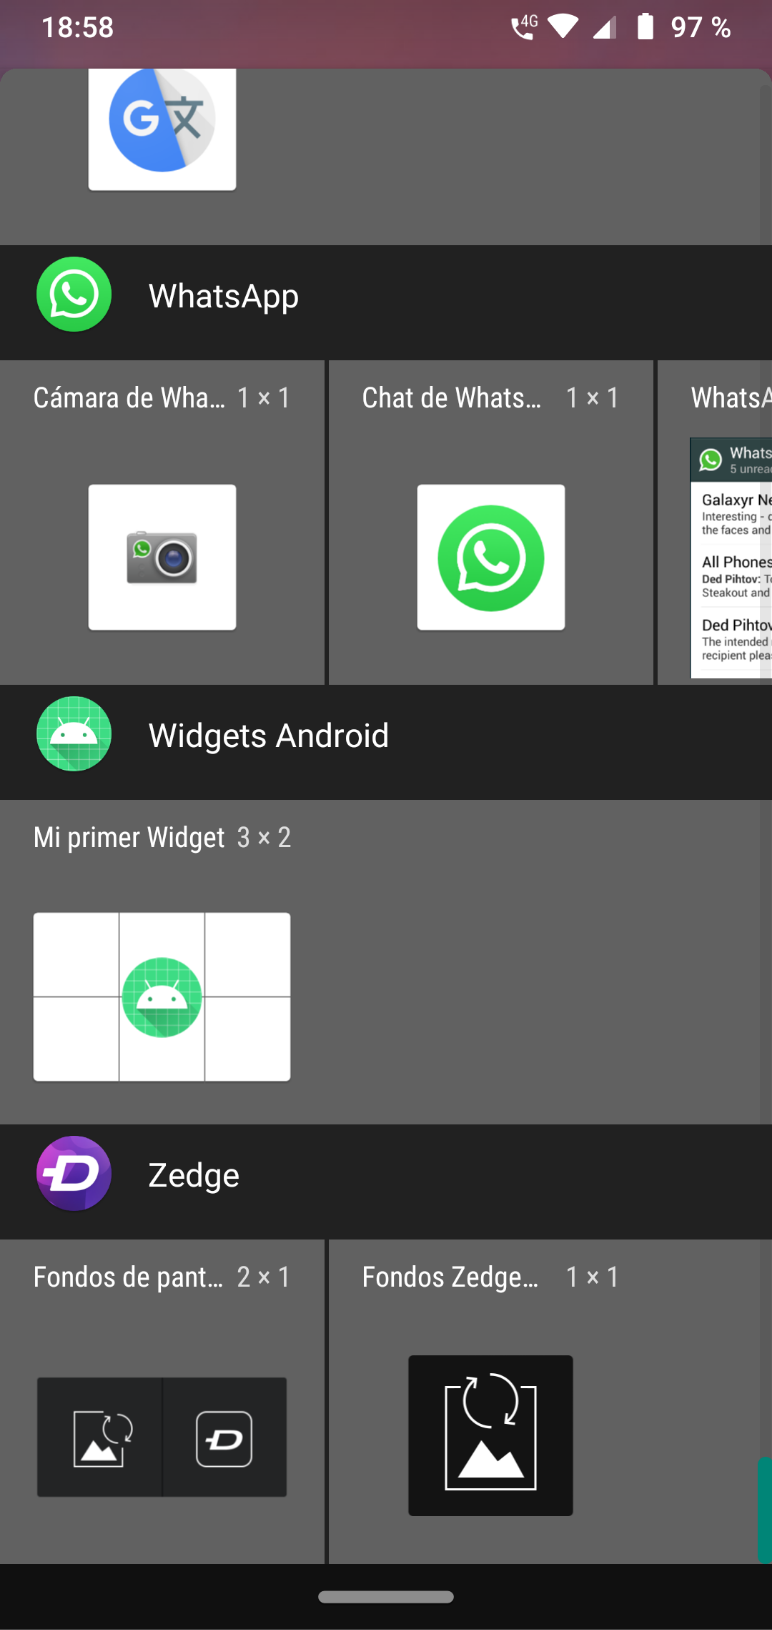 18:58
4G
97 %
G文
WhatsApp
Cámara de Wha... 1 × 1
Chat de Whats... 1 × 1
WhatsA
Whats
5 unrea
Galaxyr Ne
Interesting - c
the faces and
All Phones
Ded Pihtov: T
Steakout and
Ded Pihtov
The intended
recipient plea
Widgets Android
Mi primer Widget 3 × 2
Zedge
Fondos de pant... 2 × 1
Fondos Zedge... 1 × 1